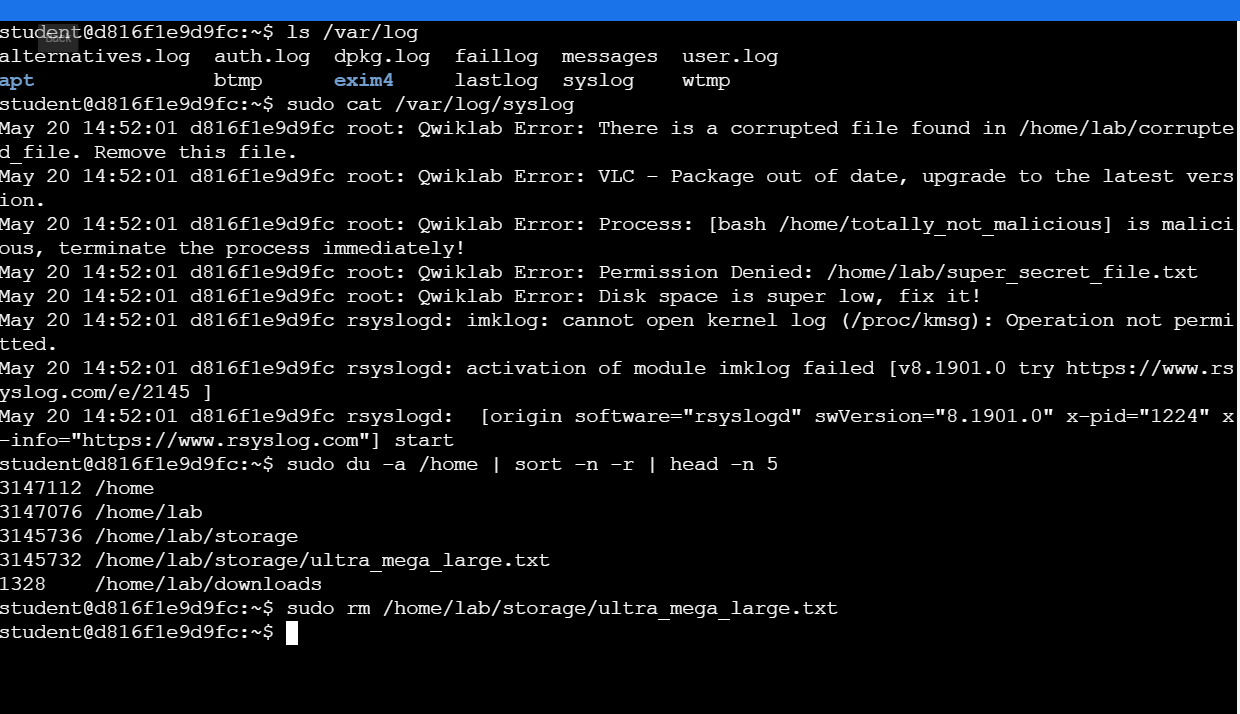 student@d816f1e9d9fc:~$ ls /var/log
Back
alternatives.log  auth.log  dpkg.log  faillog  messages  user.log
apt               btmp      exim4     lastlog  syslog    wtmp
student@d816f1e9d9fc:~$ sudo cat /var/log/syslog
May 20 14:52:01 d816f1e9d9fc root: Qwiklab Error: There is a corrupted file found in /home/lab/corrupte
d_file. Remove this file.
May 20 14:52:01 d816f1e9d9fc root: Qwiklab Error: VLC - Package out of date, upgrade to the latest vers
ion.
May 20 14:52:01 d816f1e9d9fc root: Qwiklab Error: Process: [bash /home/totally_not_malicious] is malici
ous, terminate the process immediately!
May 20 14:52:01 d816f1e9d9fc root: Qwiklab Error: Permission Denied: /home/lab/super_secret_file.txt
May 20 14:52:01 d816f1e9d9fc root: Qwiklab Error: Disk space is super low, fix it!
May 20 14:52:01 d816f1e9d9fc rsyslogd: imklog: cannot open kernel log (/proc/kmsg): Operation not permi
tted.
May 20 14:52:01 d816f1e9d9fc rsyslogd: activation of module imklog failed [v8.1901.0 try https://www.rs
yslog.com/e/2145 ]
May 20 14:52:01 d816f1e9d9fc rsyslogd:  [origin software="rsyslogd" swVersion="8.1901.0" x-pid="1224" x
-info="https://www.rsyslog.com"] start
student@d816f1e9d9fc:~$ sudo du -a /home | sort -n -r | head -n 5
3147112 /home
3147076 /home/lab
3145736 /home/lab/storage
3145732 /home/lab/storage/ultra_mega_large.txt
1328    /home/lab/downloads
student@d816f1e9d9fc:~$ sudo rm /home/lab/storage/ultra_mega_large.txt
student@d816f1e9d9fc:~$